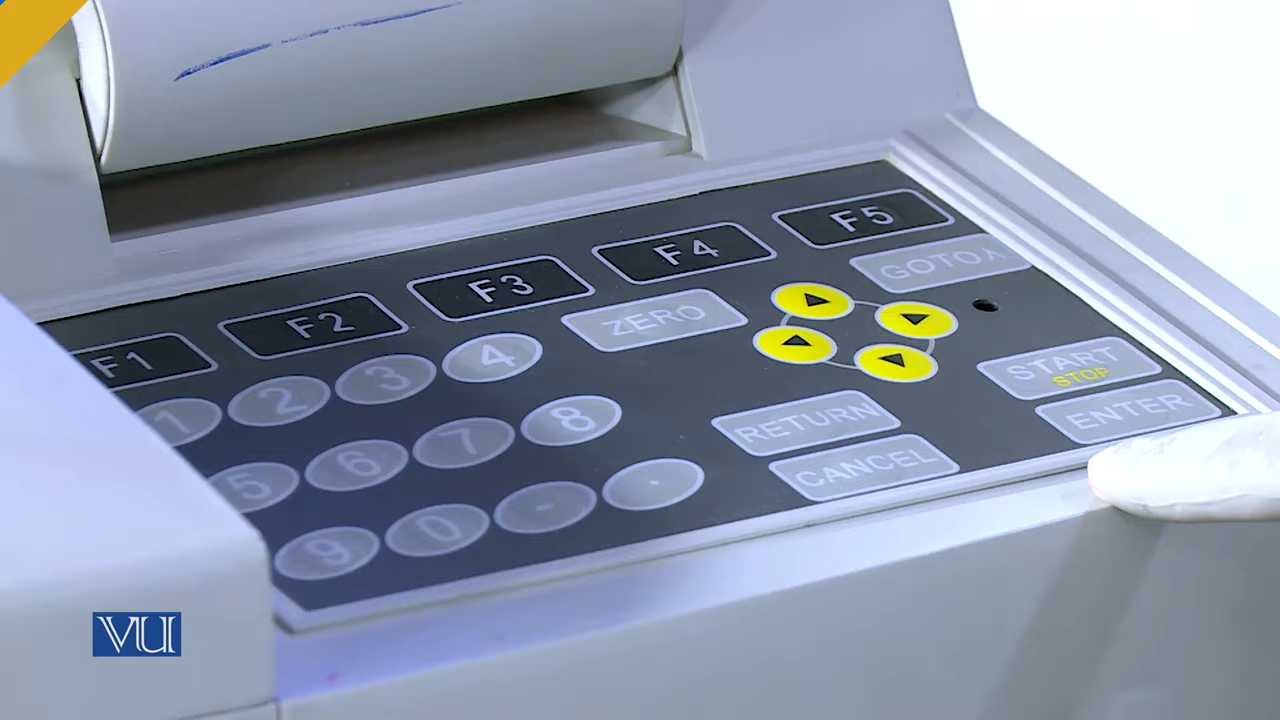 F1 F2 F3 F4 F5
ZERO GOTOλ
1 2 3 4
5 6 7 8
9 0 - .
START
STOP
RETURN ENTER
CANCEL
VU